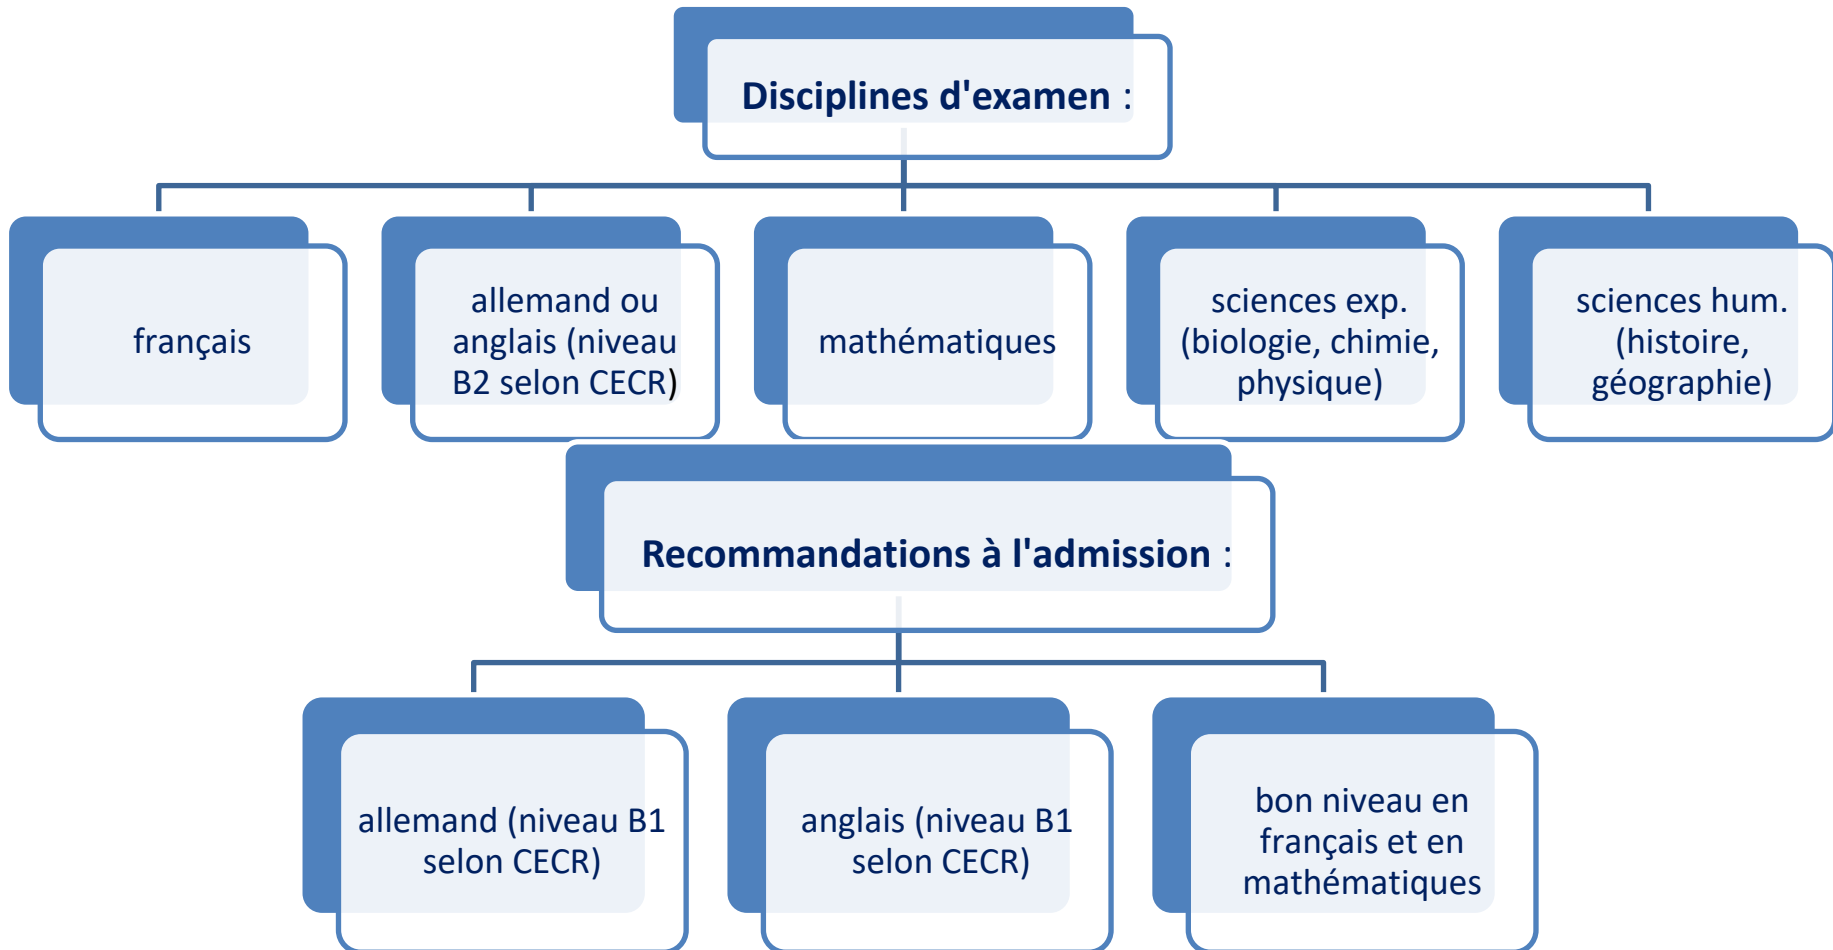 Disciplines d'examen :
français
allemand ou
anglais (niveau
B2 selon CECR)
mathématiques
sciences exp.
(biologie, chimie,
physique)
sciences hum.
(histoire,
géographie)
Recommandations à l'admission :
allemand (niveau B1
selon CECR)
anglais (niveau B1
selon CECR)
bon niveau en
français et en
mathématiques